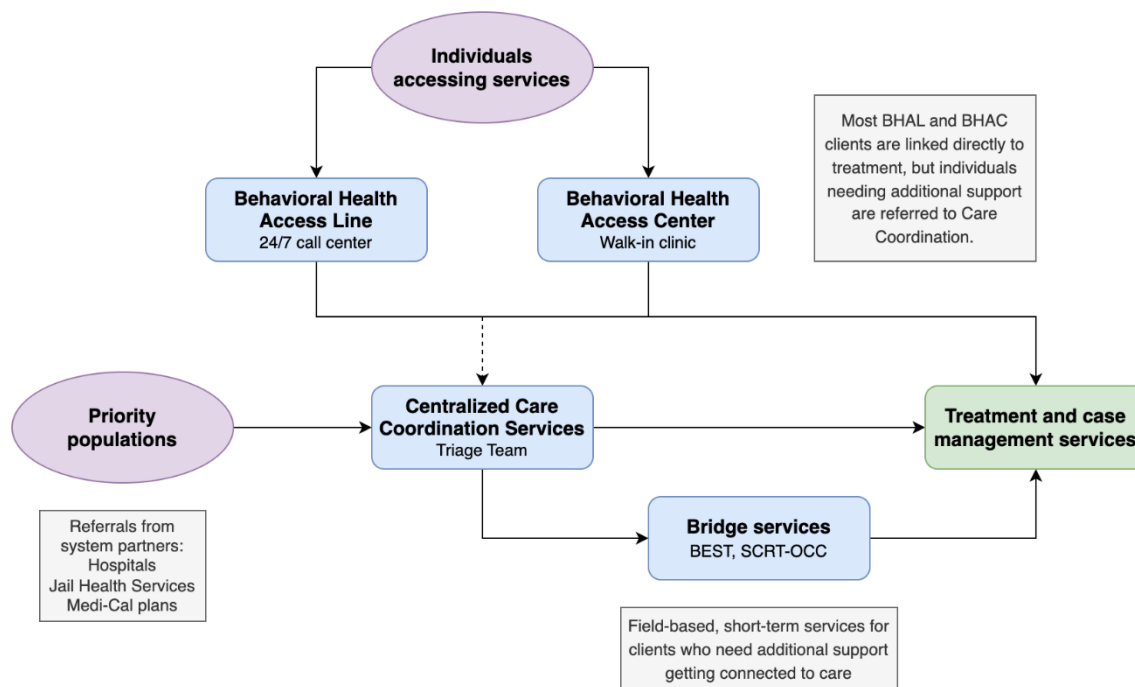 Individuals
accessing services
Most BHAL and BHAC
clients are linked directly to
treatment, but individuals
needing additional support
are referred to Care
Coordination.
Behavioral Health
Access Line
24/7 call center
Behavioral Health
Access Center
Walk-in clinic
Priority
populations
Centralized Care
Coordination Services
Triage Team
Treatment and case
management services
Referrals from
system partners:
Hospitals
Jail Health Services
Medi-Cal plans
Bridge services
BEST, SCRT-OCC
Field-based, short-term services for
clients who need additional support
getting connected to care